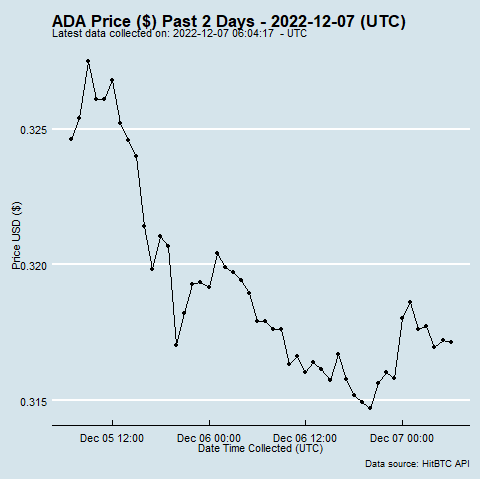 ADA Price ($) Past 2 Days - 2022-12-07 (UTC)
Latest data collected on: 2022-12-07 06:04:17 - UTC
0.325
0.320
0.315
Price USD ($)
Dec 05 12:00 Dec 06 00:00 Dec 06 12:00 Dec 07 00:00
Date Time Collected (UTC)
Data source: HitBTC API